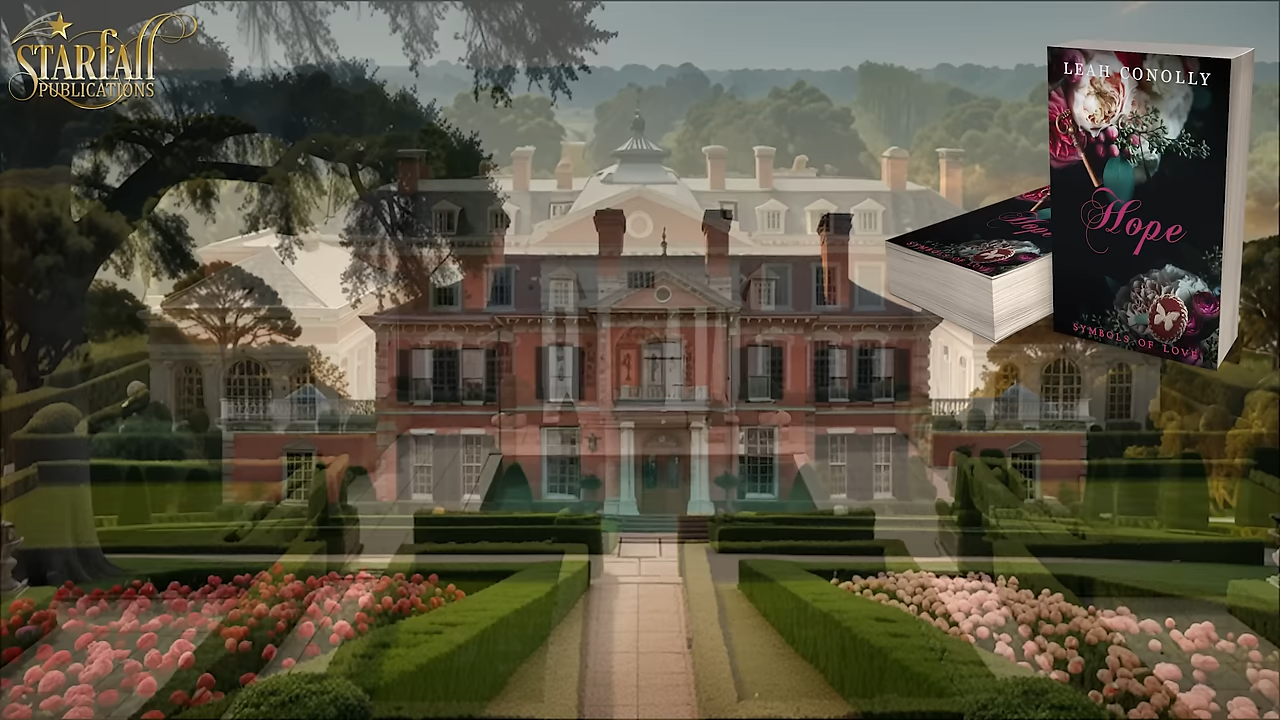 STARfAll
PUBLICATIONS
LEAH CONOLLY
Hope
SYMBOLS OF LOVE
Hope
SYMBOLS OF LOVE